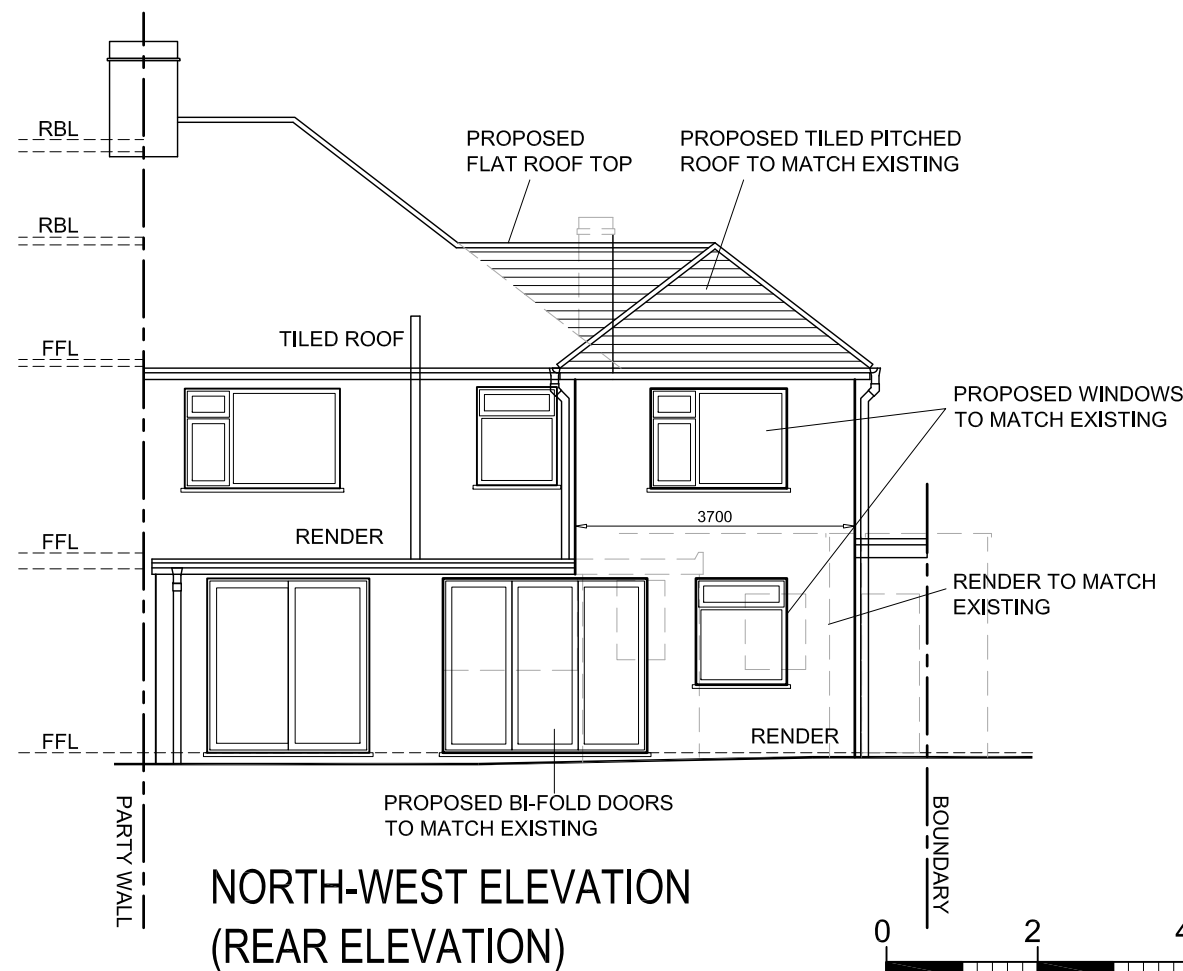 RBL
PROPOSED
FLAT ROOF TOP
PROPOSED TILED PITCHED
ROOF TO MATCH EXISTING
RBL
TILED ROOF
FFL
PROPOSED WINDOWS
TO MATCH EXISTING
3700
RENDER
FFL
RENDER TO MATCH
EXISTING
RENDER
FFL
PROPOSED BI-FOLD DOORS
TO MATCH EXISTING
PARTY WALL
BOUNDARY
NORTH-WEST ELEVATION
(REAR ELEVATION)
0 2 4